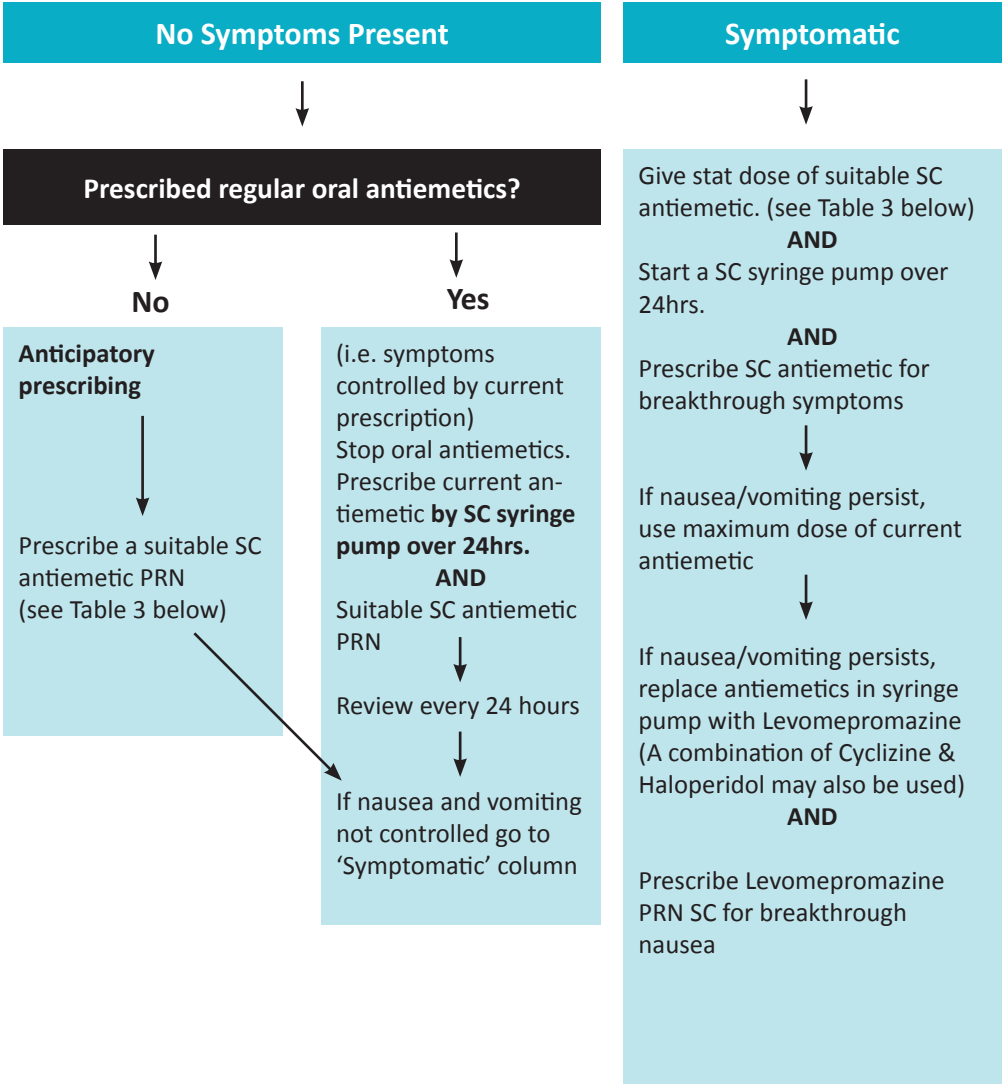 No Symptoms Present
Prescribed regular oral antiemetics?
No
Anticipatory
prescribing
Prescribe a suitable SC
antiemetic PRN
(see Table 3 below)
Yes
(i.e. symptoms
controlled by current
prescription)
Stop oral antiemetics.
Prescribe current an-
tiemetic by SC syringe
pump over 24hrs.
AND
Suitable SC antiemetic
PRN
Review every 24 hours
If nausea and vomiting
not controlled go to
‘Symptomatic’ column
Symptomatic
Give stat dose of suitable SC
antiemetic. (see Table 3 below)
AND
Start a SC syringe pump over
24hrs.
AND
Prescribe SC antiemetic for
breakthrough symptoms
If nausea/vomiting persist,
use maximum dose of current
antiemetic
If nausea/vomiting persists,
replace antiemetics in syringe
pump with Levomepromazine
(A combination of Cyclizine &
Haloperidol may also be used)
AND
Prescribe Levomepromazine
PRN SC for breakthrough
nausea